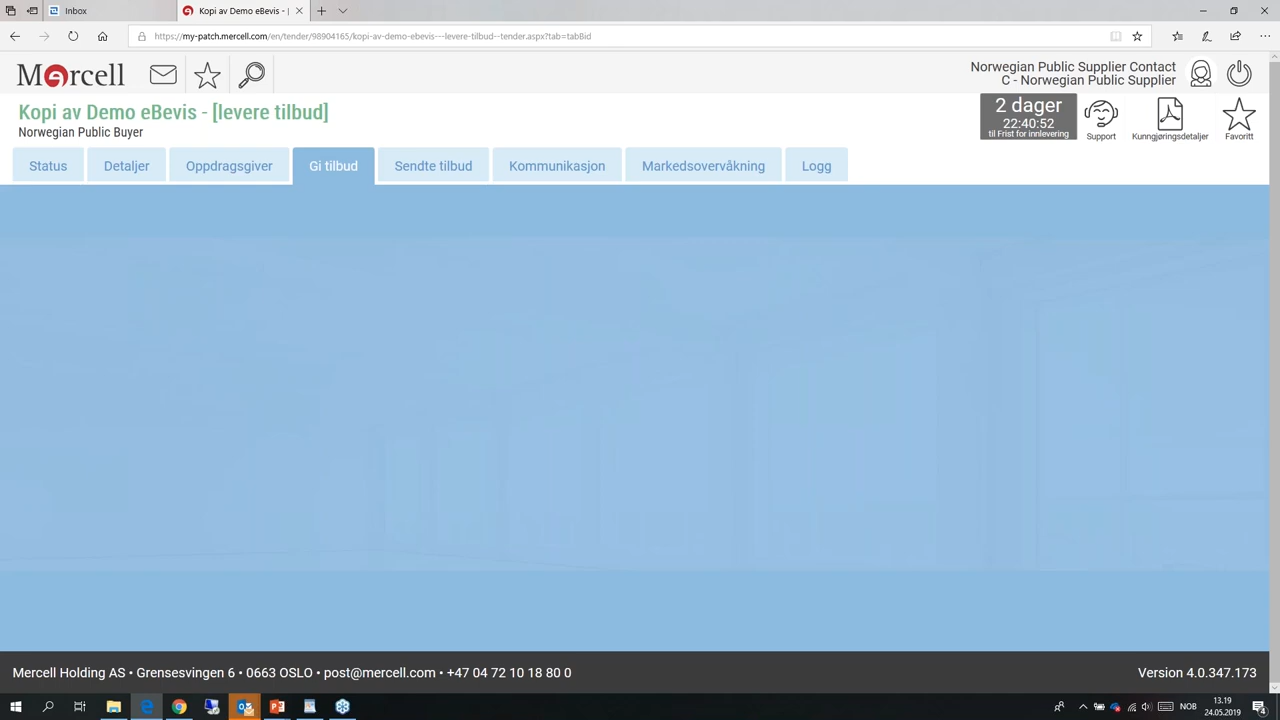 Inbox
Kopi av Demo eBevis - [
https://my-patch.mercell.com/en/tender/98904165/kopi-av-demo-ebevis---levere-tilbud--tender.aspx?tab=tabBid
Mercell
Norwegian Public Supplier Contact
C - Norwegian Public Supplier
Kopi av Demo eBevis - [levere tilbud]
Norwegian Public Buyer
2 dager
22:40:52
til Frist for innlevering
Support
Kunngjøringsdetaljer
Favoritt
Status
Detaljer
Oppdragsgiver
Gi tilbud
Sendte tilbud
Kommunikasjon
Markedsovervåkning
Logg
Mercell Holding AS • Grensesvingen 6 • 0663 OSLO • post@mercell.com • +47 04 72 10 18 80 0
Version 4.0.347.173
NOB
13.19
24.05.2019
4